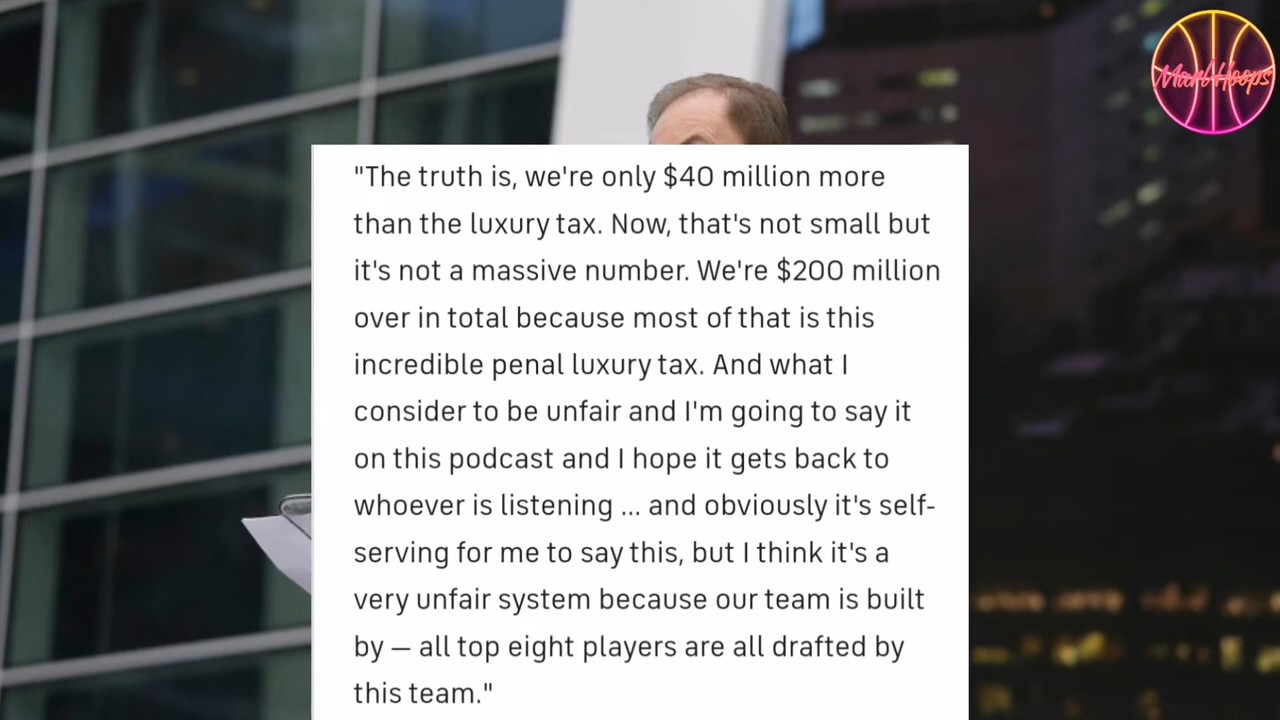 Marl Hoops
"The truth is, we're only $40 million more
than the luxury tax. Now, that's not small but
it's not a massive number. We're $200 million
over in total because most of that is this
incredible penal luxury tax. And what I
consider to be unfair and I'm going to say it
on this podcast and I hope it gets back to
whoever is listening ... and obviously it's self-
serving for me to say this, but I think it's a
very unfair system because our team is built
by — all top eight players are all drafted by
this team."